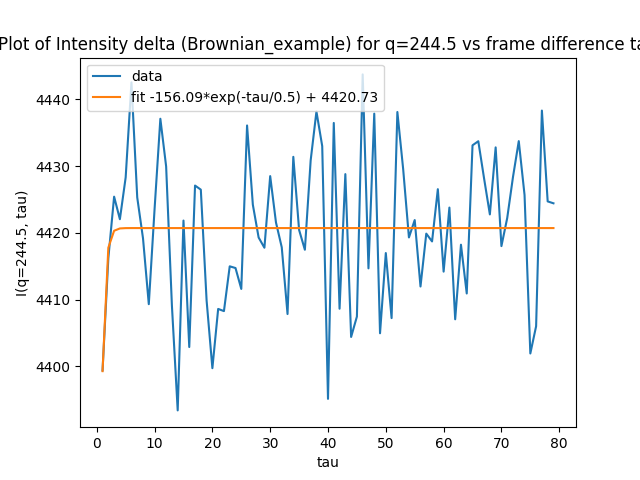 Plot of Intensity delta (Brownian_example) for q=244.5 vs frame difference ta
data
fit -156.09*exp(-tau/0.5) + 4420.73
4440
4430
4420
4410
4400
I(q=244.5, tau)
0 10 20 30 40 50 60 70 80
tau